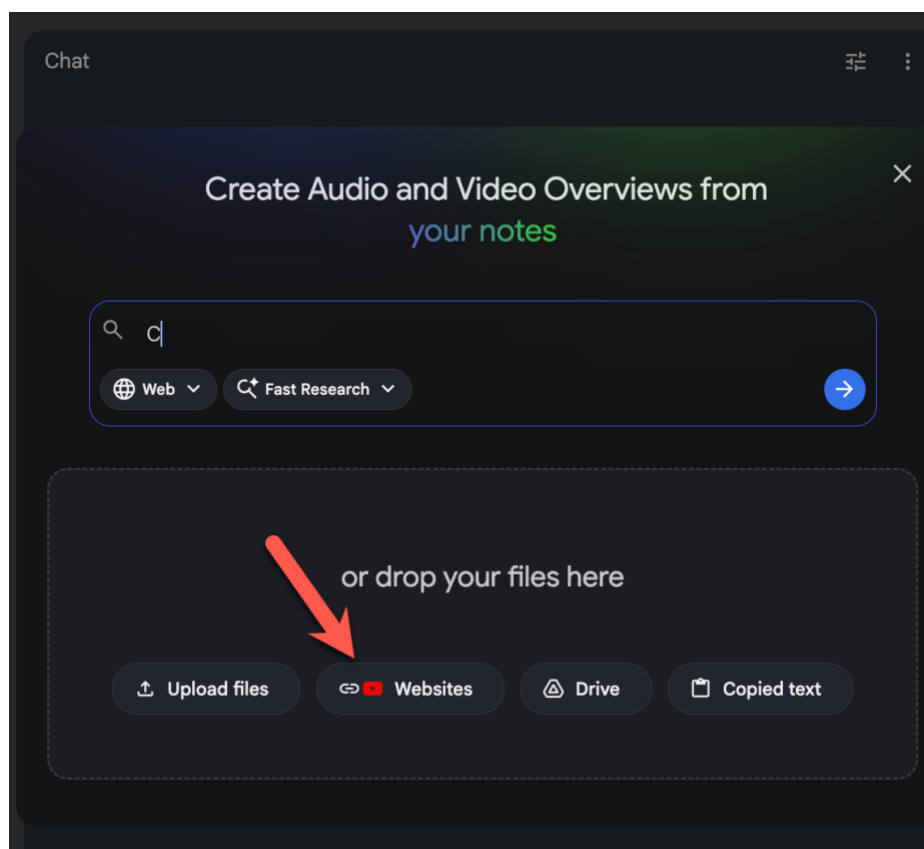 Chat
Create Audio and Video Overviews from
your notes
C
Web
Fast Research
or drop your files here
Upload files
Websites
Drive
Copied text